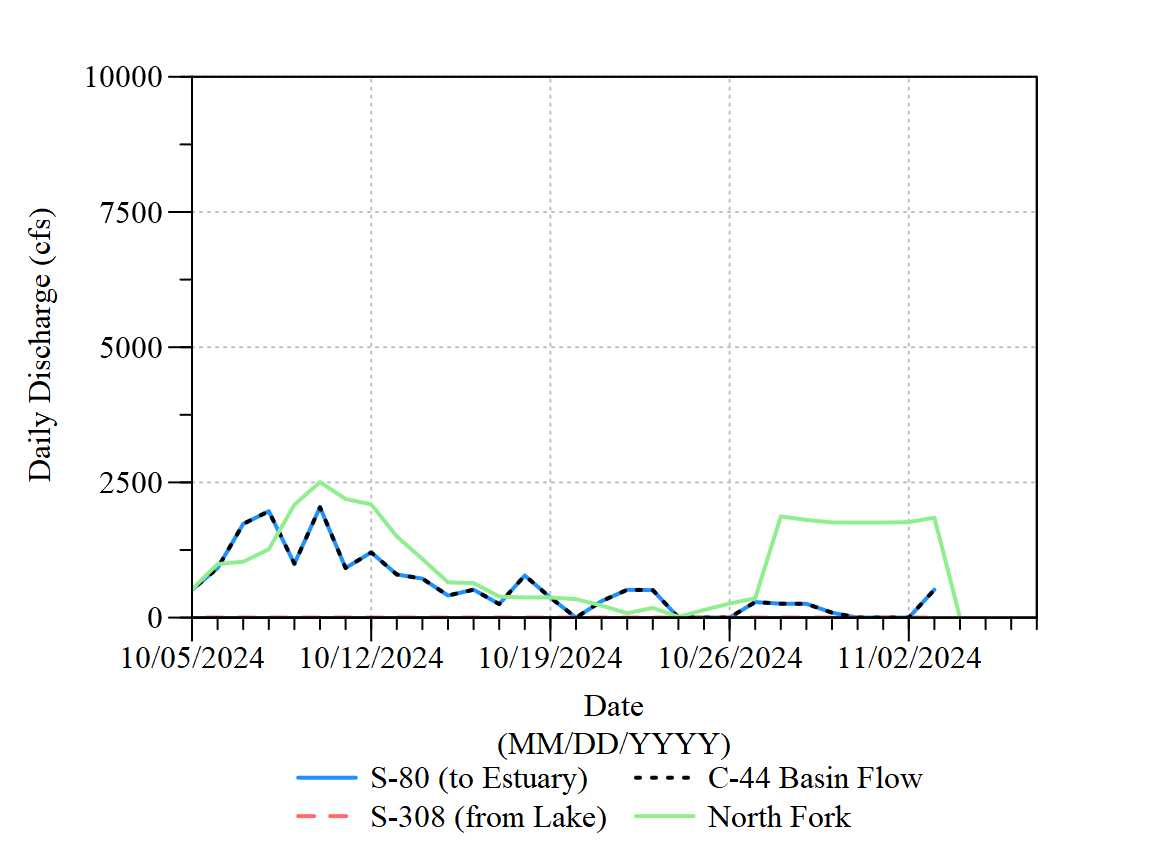 10000
7500
5000
2500
0
Daily Discharge (cfs)
10/05/2024 10/12/2024 10/19/2024 10/26/2024 11/02/2024
Date
(MM/DD/YYYY)
S-80 (to Estuary) C-44 Basin Flow
S-308 (from Lake) North Fork